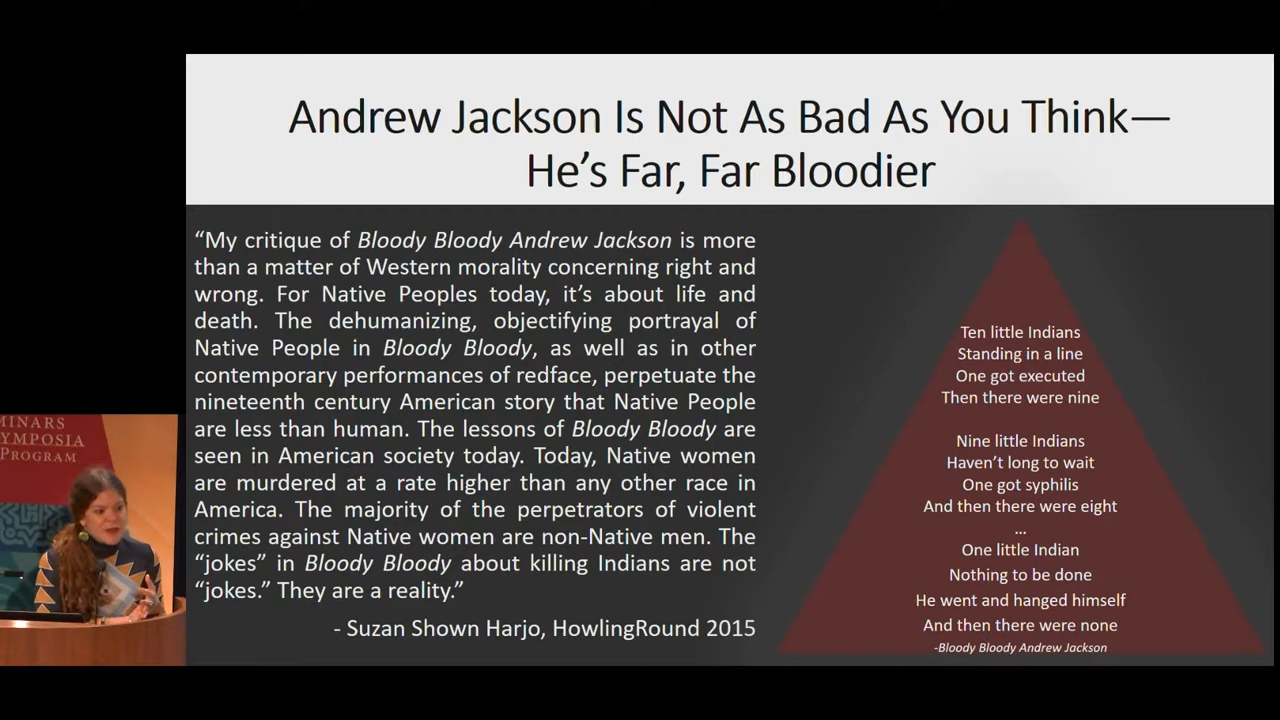 Andrew Jackson Is Not As Bad As You Think—
He’s Far, Far Bloodier
“My critique of Bloody Bloody Andrew Jackson is more
than a matter of Western morality concerning right and
wrong. For Native Peoples today, it’s about life and
death. The dehumanizing, objectifying portrayal of
Native People in Bloody Bloody, as well as in other
contemporary performances of redface, perpetuate the
nineteenth century American story that Native People
are less than human. The lessons of Bloody Bloody are
seen in American society today. Today, Native women
are murdered at a rate higher than any other race in
America. The majority of the perpetrators of violent
crimes against Native women are non-Native men. The
“jokes” in Bloody Bloody about killing Indians are not
“jokes.” They are a reality.”
- Suzan Shown Harjo, HowlingRound 2015
Ten little Indians
Standing in a line
One got executed
Then there were nine
Nine little Indians
Haven’t long to wait
One got syphilis
And then there were eight
...
One little Indian
Nothing to be done
He went and hanged himself
And then there were none
-Bloody Bloody Andrew Jackson
MINARS
YMPOSIA
PROGRAM